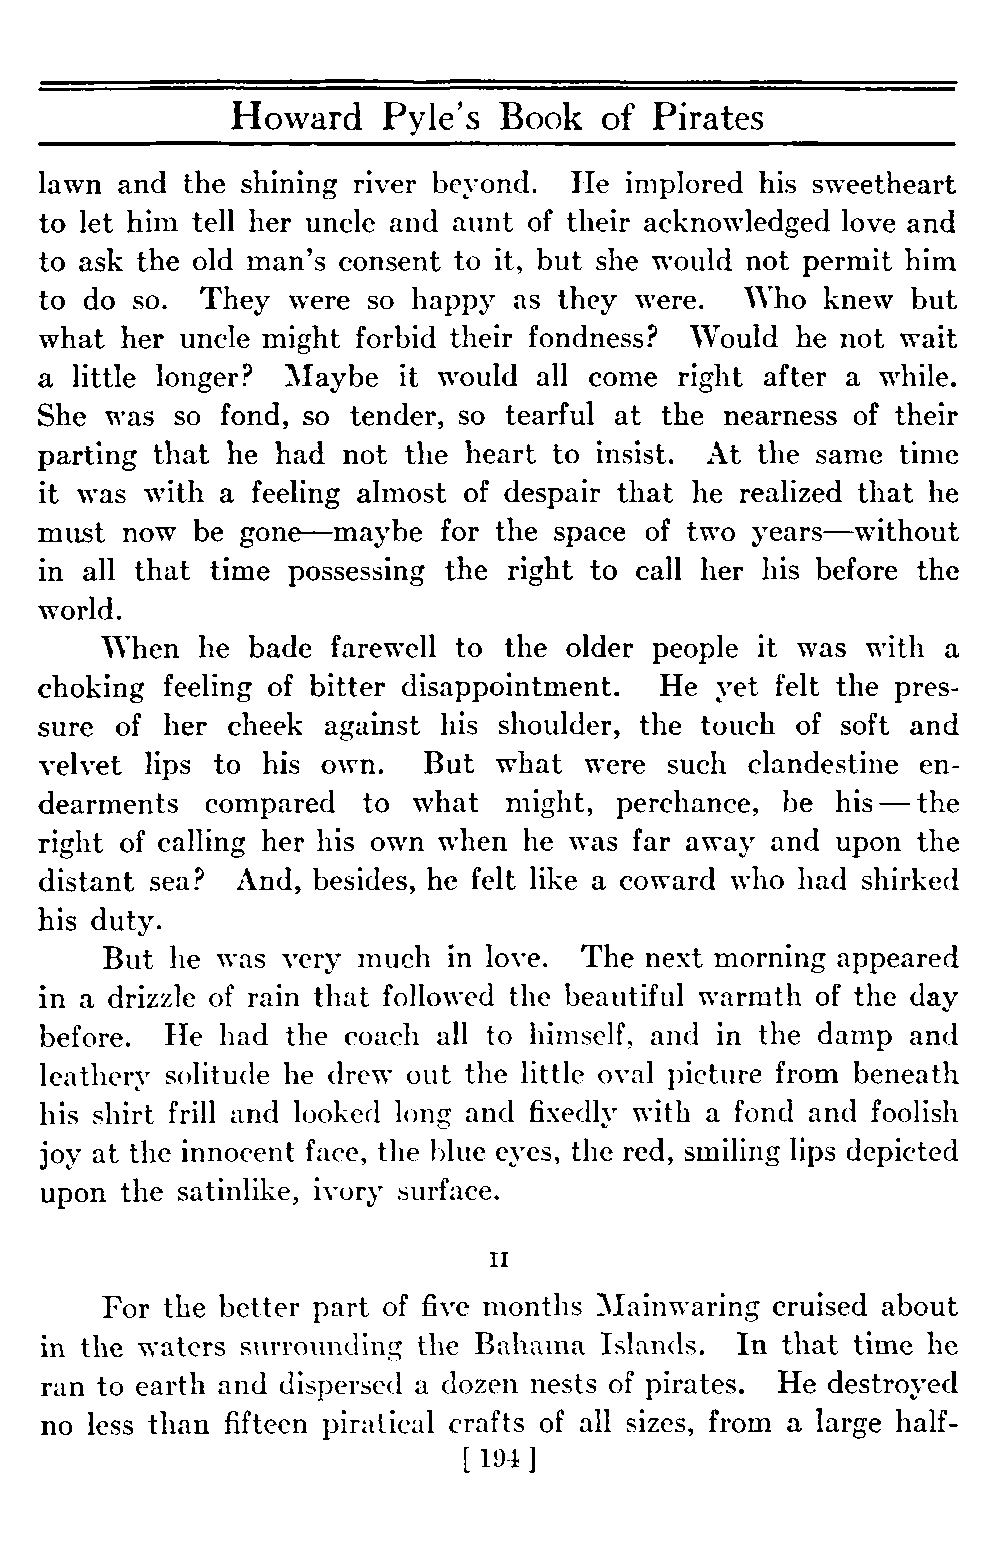 Howard Pyle's Book of Pirates
lawn and the shining river beyond. He implored his sweetheart
to let him tell her uncle and aunt of their acknowledged love and
to ask the old man's consent to it, but she would not permit him
to do so. They were so happy as they were. Who knew but
what her uncle might forbid their fondness? Would he not wait
a little longer? Maybe it would all come right after a while.
She was so fond, so tender, so tearful at the nearness of their
parting that he had not the heart to insist. At the same time
it was with a feeling almost of despair that he realized that he
must now be gone—maybe for the space of two years—without
in all that time possessing the right to call her his before the
world.
When he bade farewell to the older people it was with a
choking feeling of bitter disappointment. He yet felt the pres-
sure of her cheek against his shoulder, the touch of soft and
velvet lips to his own. But what were such clandestine en-
dearments compared to what might, perchance, be his—the
right of calling her his own when he was far away and upon the
distant sea? And, besides, he felt like a coward who had shirked
his duty.
But he was very much in love. The next morning appeared
in a drizzle of rain that followed the beautiful warmth of the day
before. He had the coach all to himself, and in the damp and
leathery solitude he drew out the little oval picture from beneath
his shirt frill and looked long and fixedly with a fond and foolish
joy at the innocent face, the blue eyes, the red, smiling lips depicted
upon the satinlike, ivory surface.
II
For the better part of five months Mainwaring cruised about
in the waters surrounding the Bahama Islands. In that time he
ran to earth and dispersed a dozen nests of pirates. He destroyed
no less than fifteen piratical crafts of all sizes, from a large half-
[ 194 ]